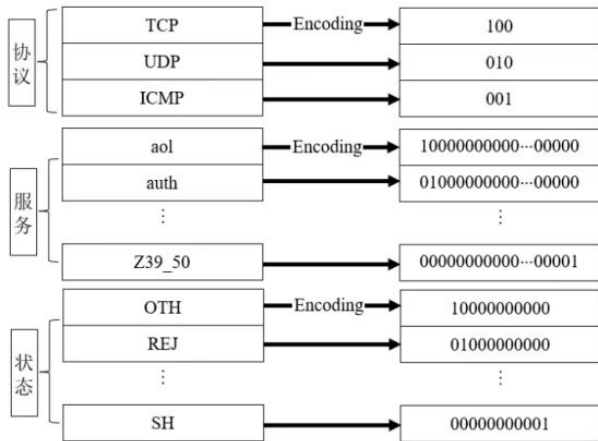 协议
TCP Encoding 100
UDP 010
ICMP 001
服务
aol Encoding 10000000000···00000
auth 01000000000···00000
⋮ ⋮
Z39_50 00000000000···00001
状态
OTH Encoding 10000000000
REJ 01000000000
⋮ ⋮
SH 00000000001